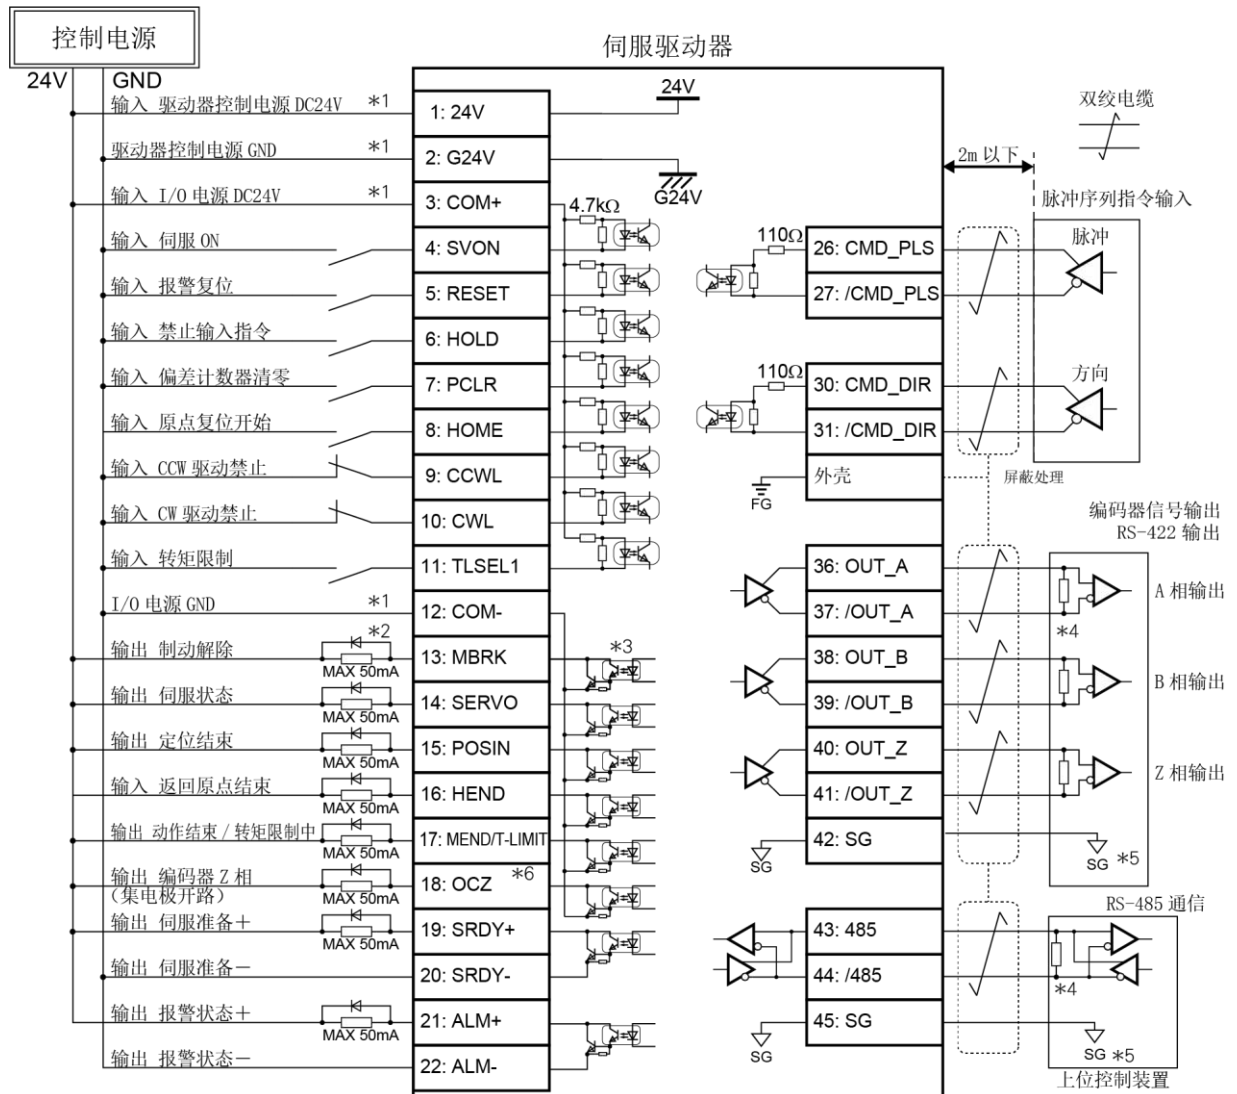 控制电源
24V GND
伺服驱动器
输入 驱动器控制电源 DC24V *1
1: 24V
24V
驱动器控制电源 GND *1
2: G24V
G24V
输入 I/O 电源 DC24V *1
3: COM+
4.7kΩ
输入 伺服 ON
4: SVON
输入 报警复位
5: RESET
输入 禁止输入指令
6: HOLD
输入 偏差计数器清零
7: PCLR
输入 原点复位开始
8: HOME
输入 CCW 驱动禁止
9: CCWL
输入 CW 驱动禁止
10: CWL
输入 转矩限制
11: TLSEL1
I/O 电源 GND *1
12: COM-
*2
输出 制动解除
MAX 50mA
13: MBRK
*3
输出 伺服状态
MAX 50mA
14: SERVO
输出 定位结束
MAX 50mA
15: POSIN
输入 返回原点结束
MAX 50mA
16: HEND
输出 动作结束 / 转矩限制中
MAX 50mA
17: MEND/T-LIMIT
输出 编码器 Z 相
(集电极开路)
MAX 50mA
18: OCZ *6
输出 伺服准备+
MAX 50mA
19: SRDY+
输出 伺服准备-
20: SRDY-
输出 报警状态+
MAX 50mA
21: ALM+
输出 报警状态-
22: ALM-
双绞电缆
2m 以下
脉冲序列指令输入
脉冲
110Ω
26: CMD_PLS
27: /CMD_PLS
方向
110Ω
30: CMD_DIR
31: /CMD_DIR
外壳
FG
屏蔽处理
编码器信号输出
RS-422 输出
36: OUT_A
37: /OUT_A
*4
A 相输出
38: OUT_B
39: /OUT_B
B 相输出
40: OUT_Z
41: /OUT_Z
Z 相输出
42: SG
SG
SG *5
RS-485 通信
43: 485
44: /485
*4
45: SG
SG
SG *5
上位控制装置